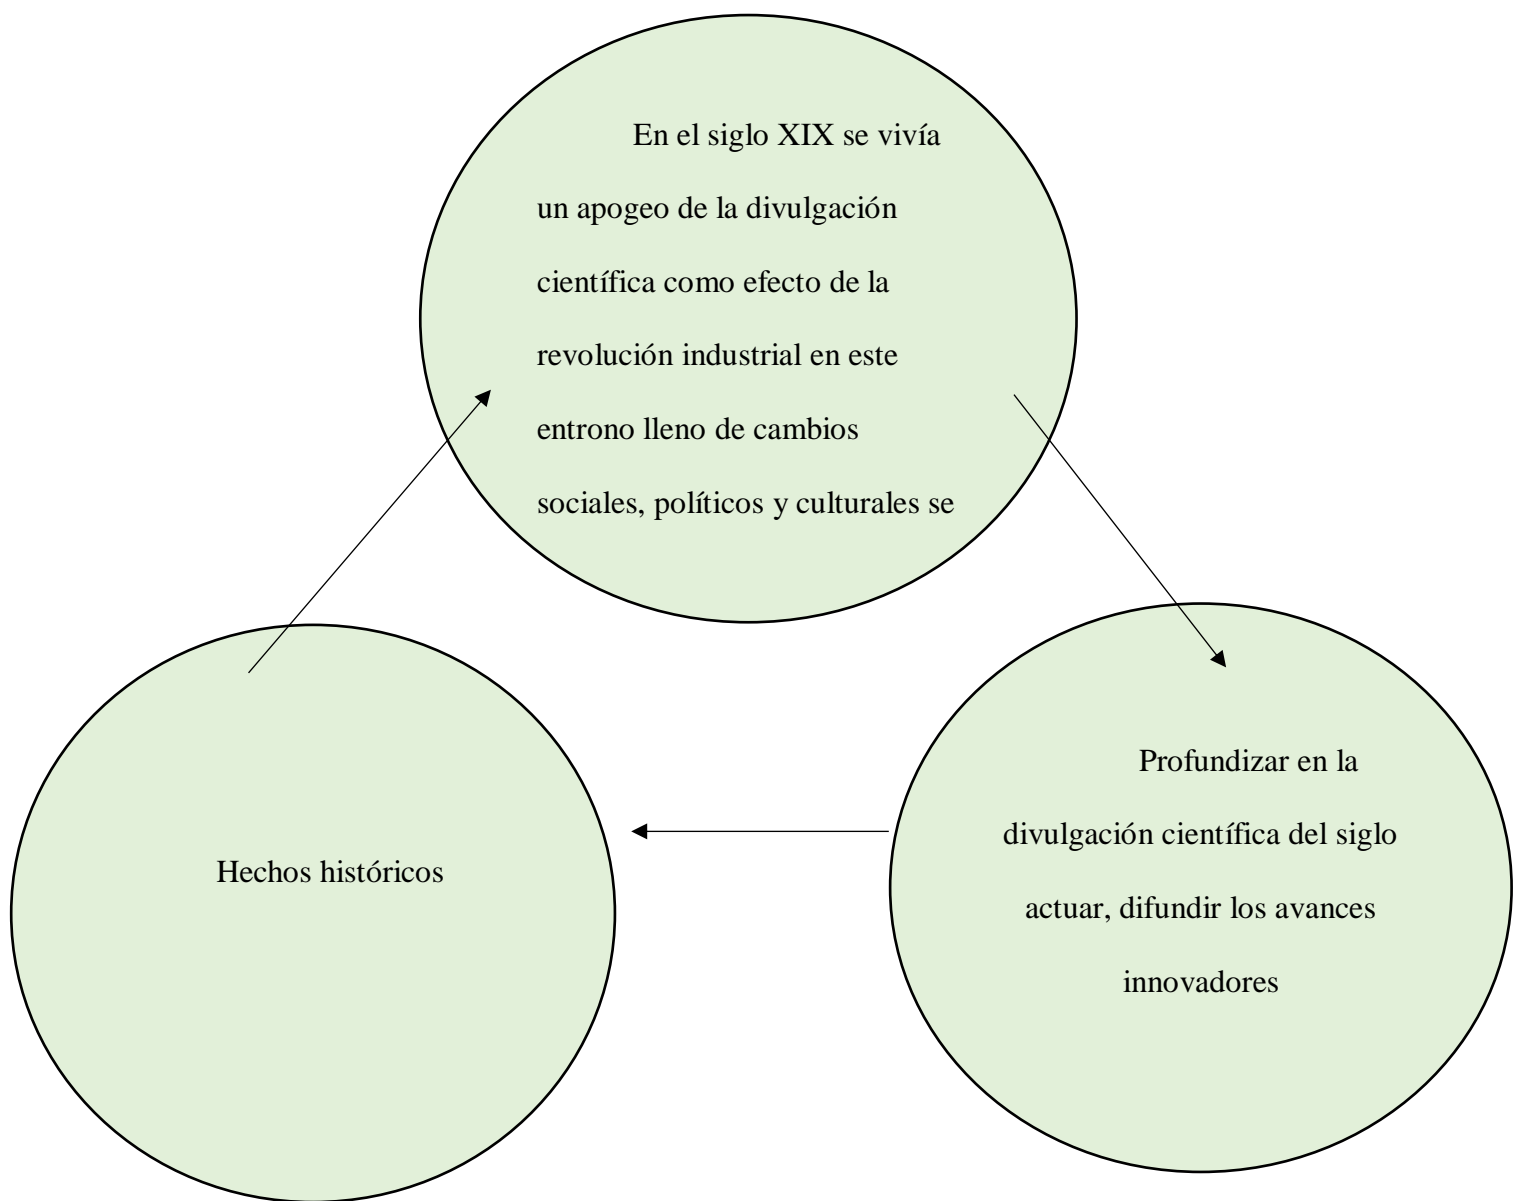 En el siglo XIX se vivía
un apogeo de la divulgación
científica como efecto de la
revolución industrial en este
entrono lleno de cambios
sociales, políticos y culturales se
Profundizar en la
divulgación científica del siglo
actuar, difundir los avances
innovadores
Hechos históricos